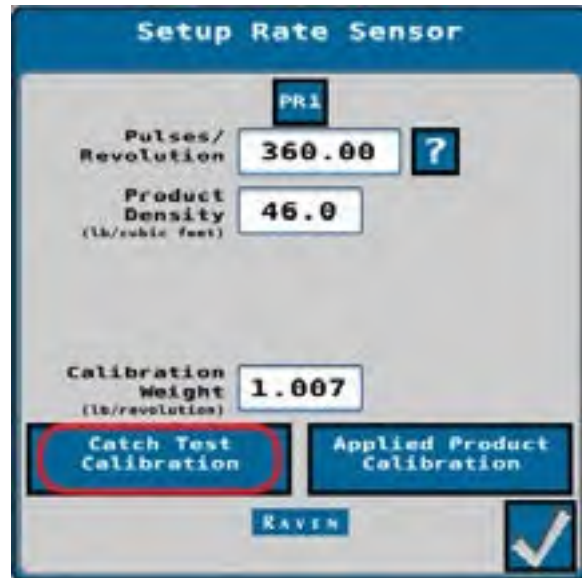 Setup Rate Sensor
PR1
Pulses/
Revolution
360.00
?
Product
Density
(lb/cubic feet)
46.0
Calibration
Weight
(lb/revolution)
1.007
Catch Test
Calibration
Applied Product
Calibration
RAVEN